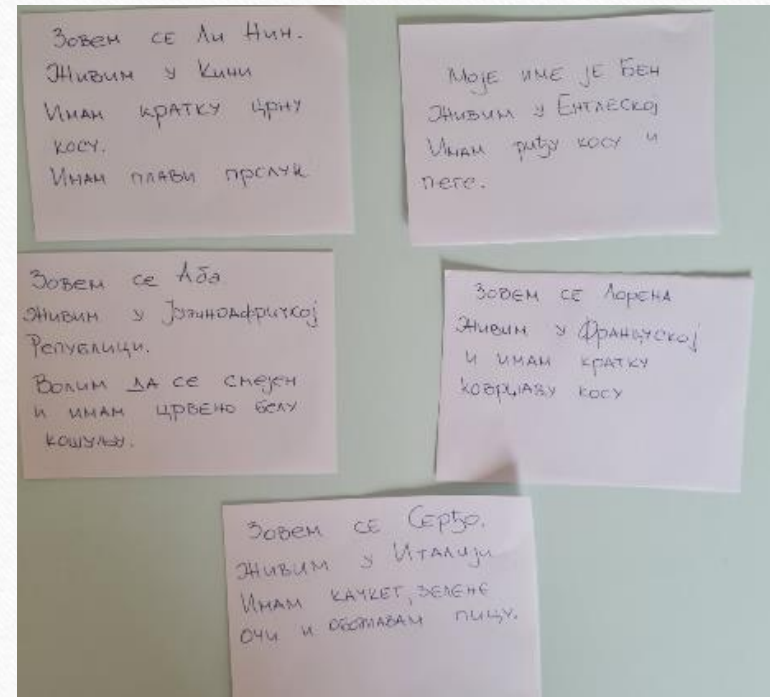 Зовем се Ли Нин.
Живим у Кини
Имам кратку црну
косу.
Имам плави прслук
Моје име је Бен
Живим у Енглеској
Имам риђу косу и
пеге.
Зовем се Аба
Живим у Јужноафричкој
Републици.
Волим да се смејем
и имам црвено белу
кошуљу.
Зовем се Лорена
Живим у Француској
и имам кратку
коврџаву косу
Зовем се Серђо.
Живим у Италији
Имам качкет, зелене
очи и обожавам пицу.